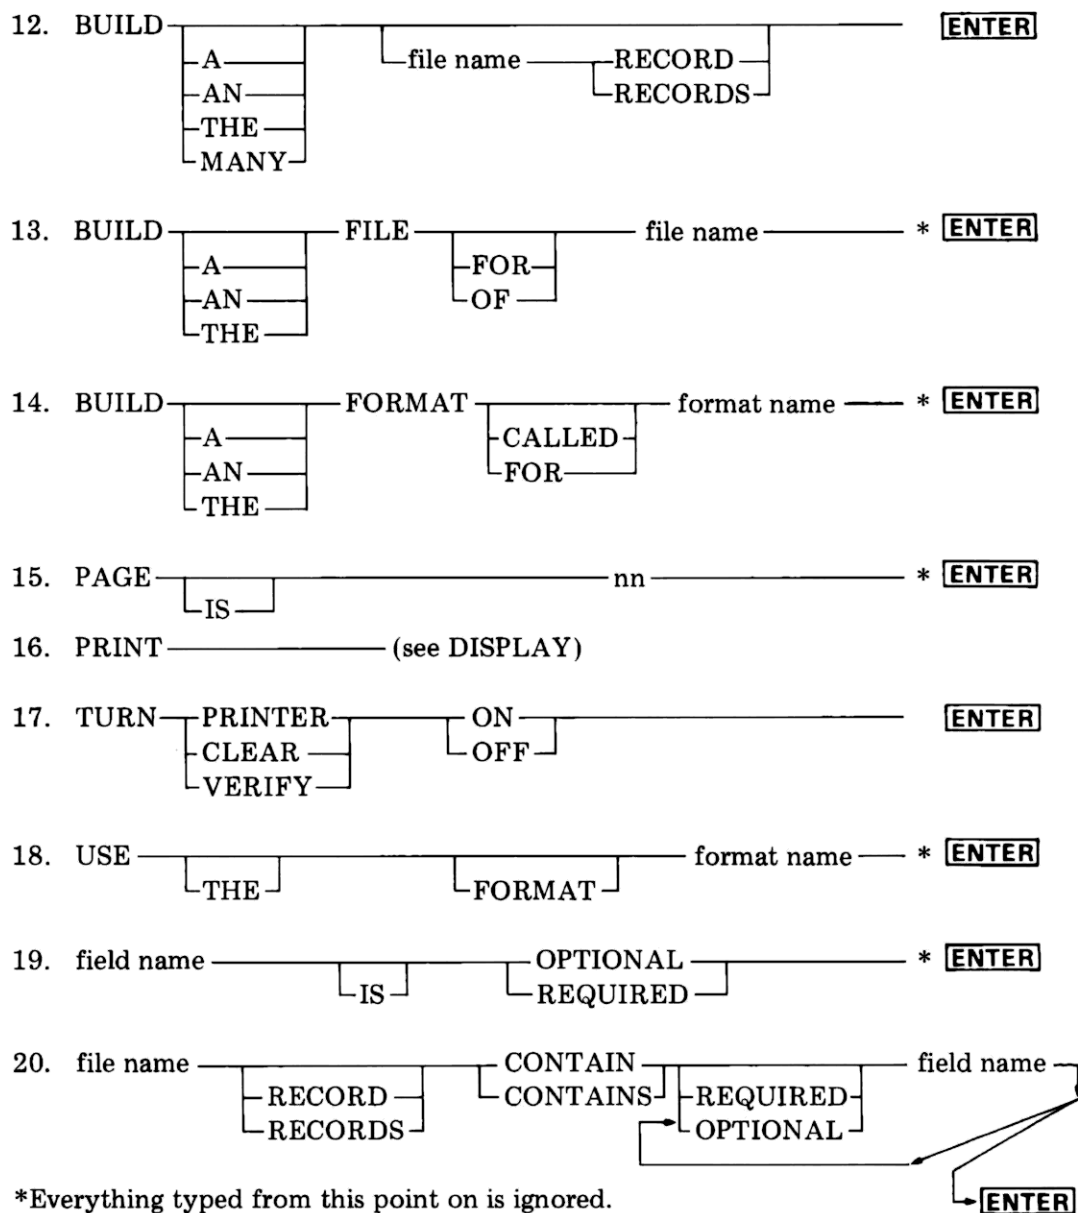 12. BUILD ENTER
A file name RECORD
AN RECORDS
THE
MANY
13. BUILD FILE file name * ENTER
A FOR
AN OF
THE
14. BUILD FORMAT format name * ENTER
A CALLED
AN FOR
THE
15. PAGE nn * ENTER
IS
16. PRINT (see DISPLAY)
17. TURN PRINTER ON ENTER
CLEAR OFF
VERIFY
18. USE format name * ENTER
THE FORMAT
19. field name OPTIONAL * ENTER
IS REQUIRED
20. file name CONTAIN field name
RECORD CONTAINS REQUIRED
RECORDS OPTIONAL
*Everything typed from this point on is ignored. ENTER